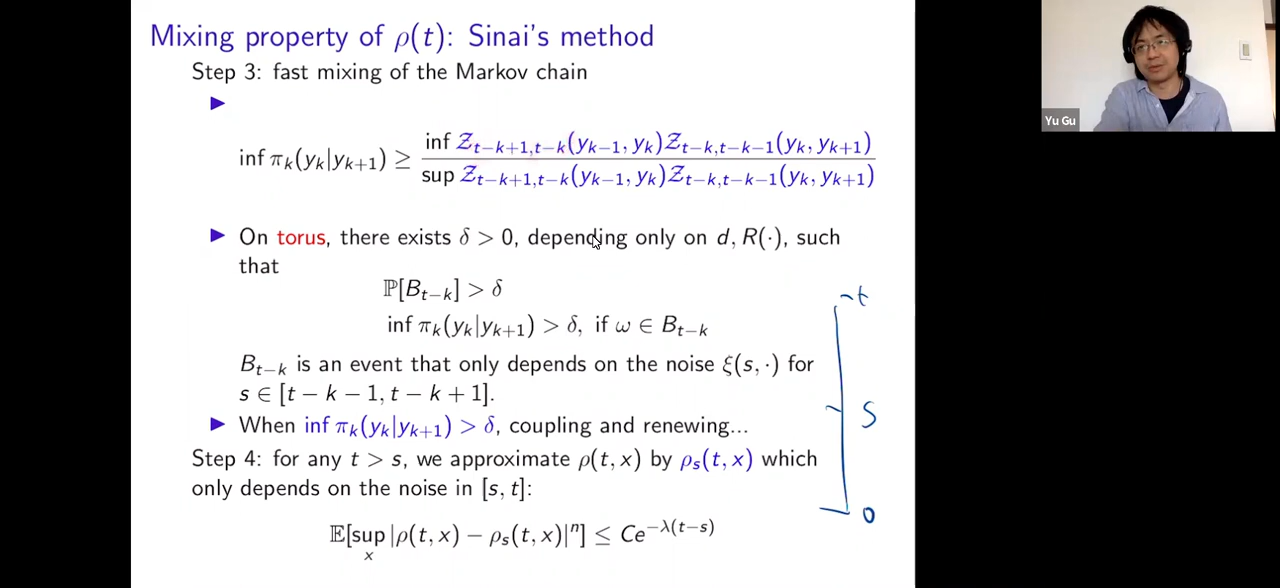 Mixing property of ρ(t): Sinai's method
Step 3: fast mixing of the Markov chain
inf π_k(y_k|y_{k+1}) ≥ inf 𝒵_{t−k+1,t−k}(y_{k−1}, y_k)𝒵_{t−k,t−k−1}(y_k, y_{k+1}) / sup 𝒵_{t−k+1,t−k}(y_{k−1}, y_k)𝒵_{t−k,t−k−1}(y_k, y_{k+1})
On torus, there exists δ > 0, depending only on d, R(·), such
that
ℙ[B_{t−k}] > δ
inf π_k(y_k|y_{k+1}) > δ, if ω ∈ B_{t−k}
B_{t−k} is an event that only depends on the noise ξ(s, ·) for
s ∈ [t − k − 1, t − k + 1].
When inf π_k(y_k|y_{k+1}) > δ, coupling and renewing...
Step 4: for any t > s, we approximate ρ(t, x) by ρ_s(t, x) which
only depends on the noise in [s, t]:
𝔼[sup_x |ρ(t, x) − ρ_s(t, x)|^n] ≤ Ce^{−λ(t−s)}
t
s
0
Yu Gu